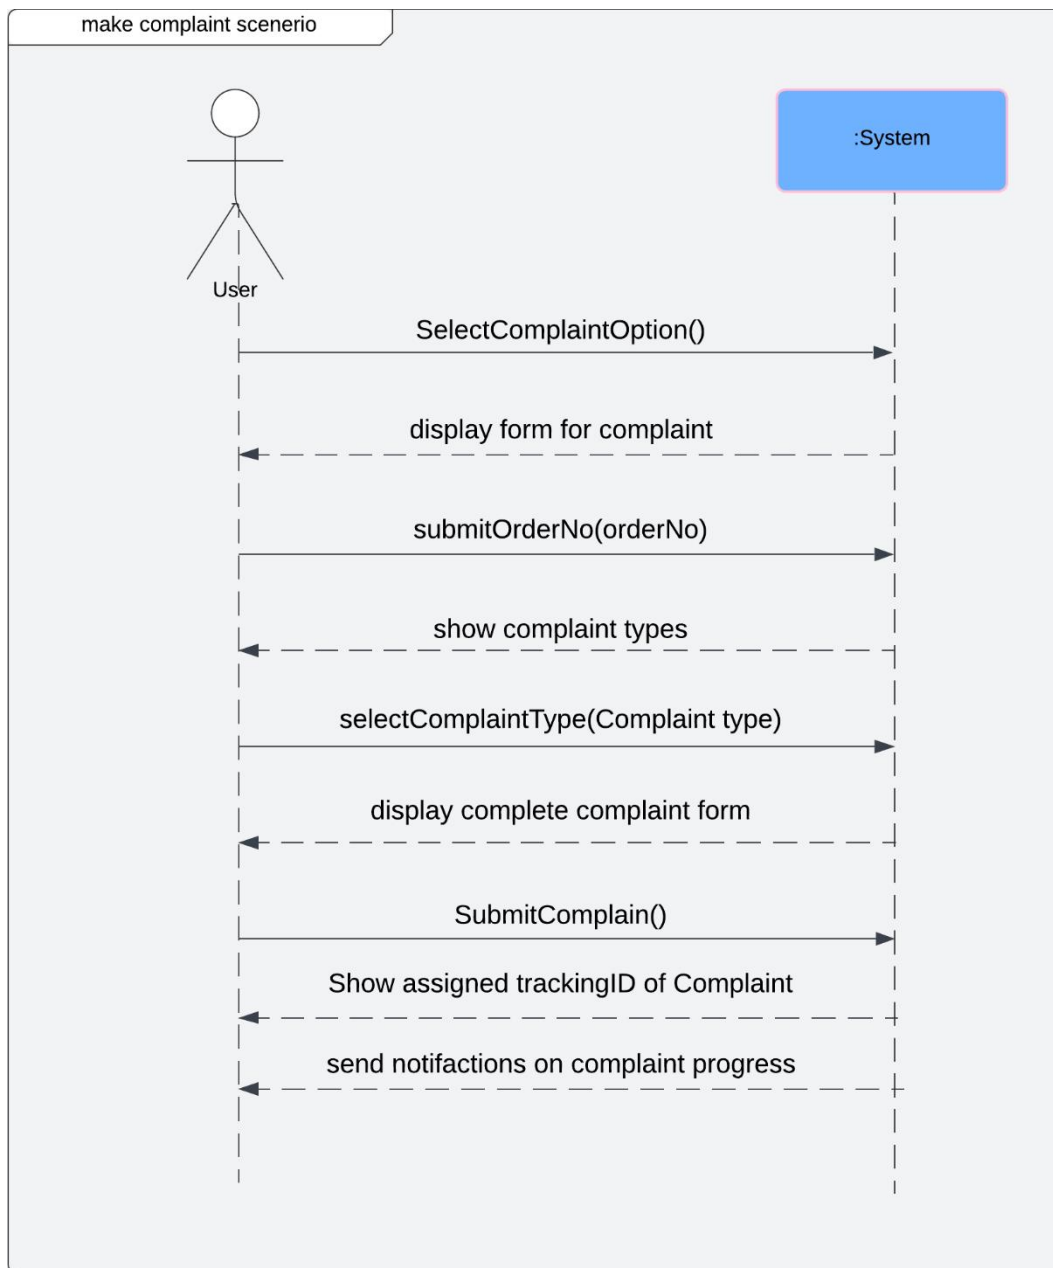 make complaint scenerio
:System
User
SelectComplaintOption()
display form for complaint
submitOrderNo(orderNo)
show complaint types
selectComplaintType(Complaint type)
display complete complaint form
SubmitComplain()
Show assigned trackingID of Complaint
send notifactions on complaint progress